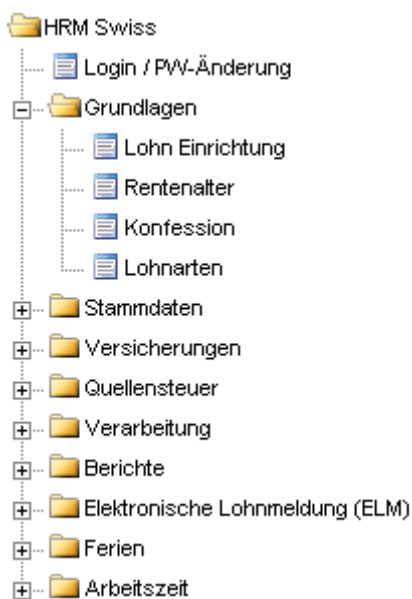 HRM Swiss
Login / PW-Änderung
Grundlagen
Lohn Einrichtung
Rentenalter
Konfession
Lohnarten
Stammdaten
Versicherungen
Quellensteuer
Verarbeitung
Berichte
Elektronische Lohnmeldung (ELM)
Ferien
Arbeitszeit